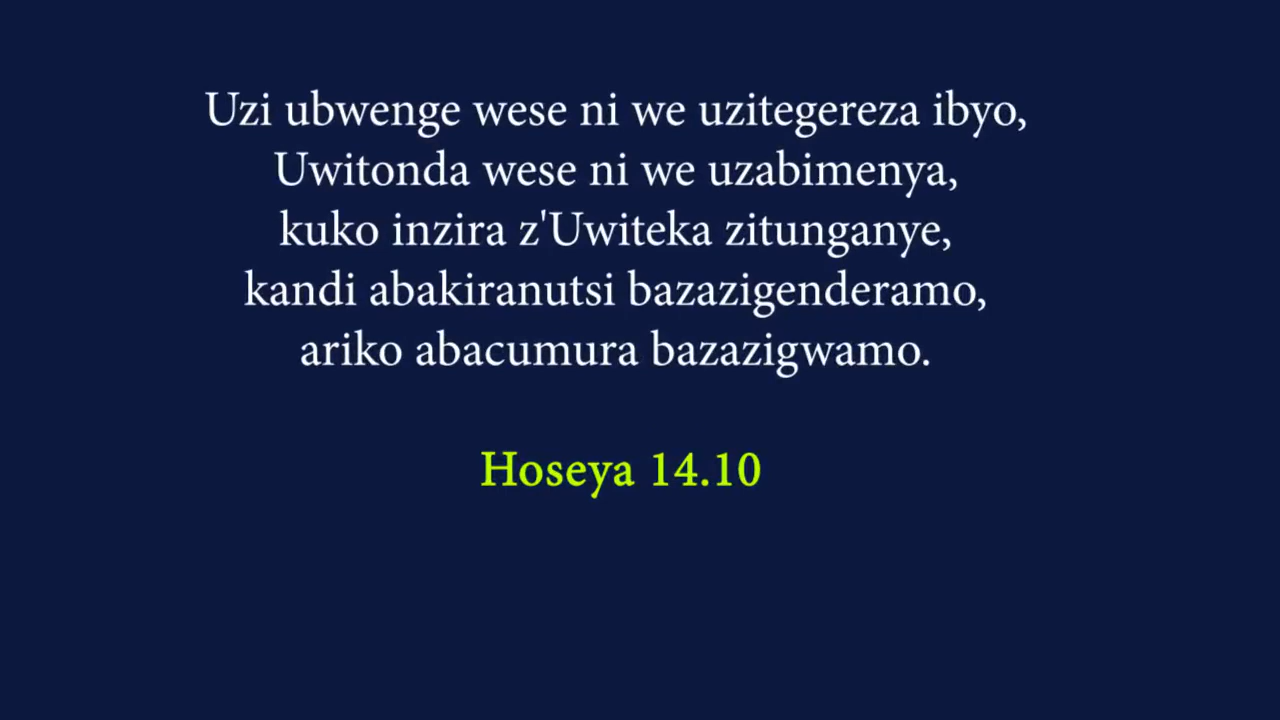 Uzi ubwenge wese ni we uzitegereza ibyo,
Uwitonda wese ni we uzabimenya,
kuko inzira z'Uwiteka zitunganye,
kandi abakiranutsi bazazigenderamo,
ariko abacumura bazazigwamo.
Hoseya 14.10